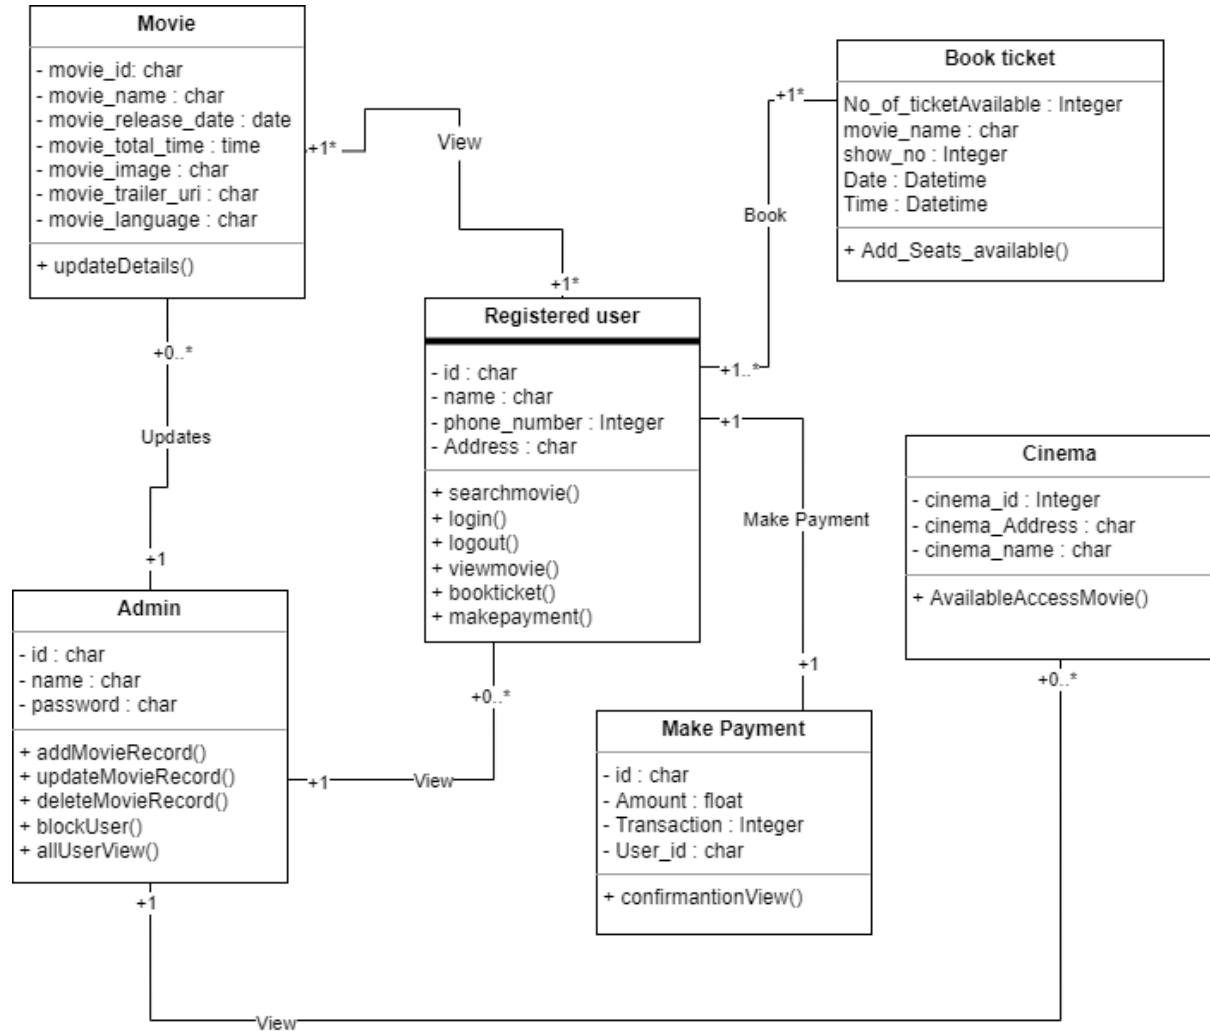 Movie
- movie_id: char
- movie_name : char
- movie_release_date : date
- movie_total_time : time
- movie_image : char
- movie_trailer_uri : char
- movie_language : char
+ updateDetails()
+1*
View
+1*
Book ticket
No_of_ticketAvailable : Integer
movie_name : char
show_no : Integer
Date : Datetime
Time : Datetime
+ Add_Seats_available()
+1*
Book
+1..*
Registered user
- id : char
- name : char
- phone_number : Integer
- Address : char
+ searchmovie()
+ login()
+ logout()
+ viewmovie()
+ bookticket()
+ makepayment()
+0..*
Updates
+1
+1
Make Payment
+1
Cinema
- cinema_id : Integer
- cinema_Address : char
- cinema_name : char
+ AvailableAccessMovie()
+0..*
Admin
- id : char
- name : char
- password : char
+ addMovieRecord()
+ updateMovieRecord()
+ deleteMovieRecord()
+ blockUser()
+ allUserView()
+1
View
+0..*
Make Payment
- id : char
- Amount : float
- Transaction : Integer
- User_id : char
+ confirmantionView()
+1
View